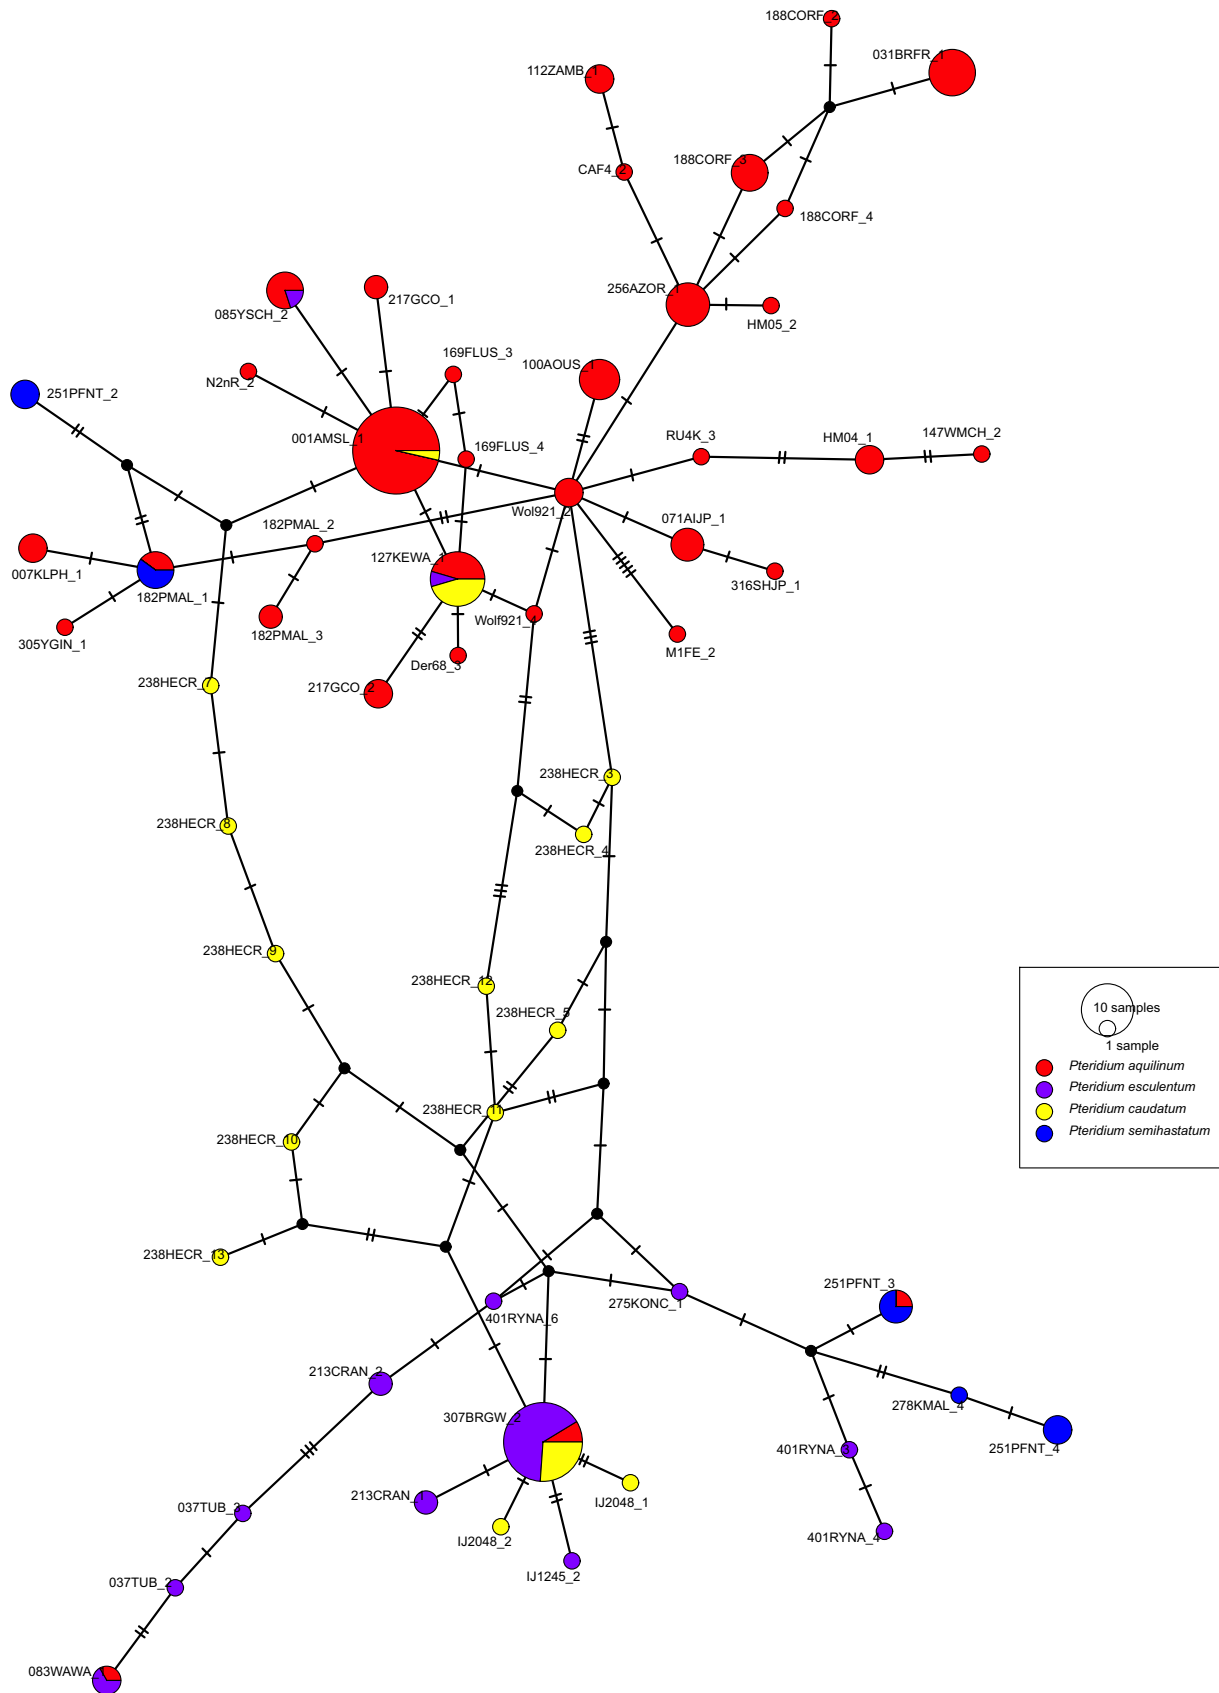 188CORF_2
031BRFR_1
112ZAMB_1
188CORF_3
CAF4_2
188CORF_4
256AZOR_1
HM05_2
217GCO_1
085YSCH_2
169FLUS_3
100AOUS_1
N2nR_2
251PFNT_2
001AMSL_1
169FLUS_4
RU4K_3
HM04_1
147WMCH_2
Wol921_2
182PMAL_2
071AIJP_1
127KEWA_1
007KLPH_1
316SHJP_1
182PMAL_1
Wolf921_4
305YGIN_1
182PMAL_3
M1FE_2
Der68_3
238HECR_7
217GCO_2
238HECR_3
238HECR_8
238HECR_4
238HECR_9
238HECR_12
238HECR_5
10 samples
1 sample
Pteridium aquilinum
Pteridium esculentum
Pteridium caudatum
Pteridium semihastatum
238HECR_11
238HECR_10
238HECR_13
251PFNT_3
275KONC_1
401RYNA_6
213CRAN_2
278KMAL_4
307BRGW_2
401RYNA_3
251PFNT_4
213CRAN_1
IJ2048_1
037TUB_3
IJ2048_2
401RYNA_4
IJ1245_2
037TUB_2
083WAWA_